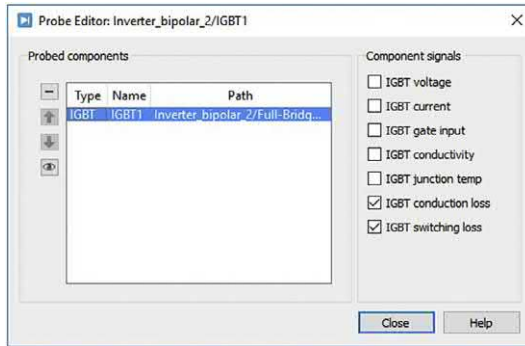 Probe Editor: Inverter_bipolar_2/IGBT1
Probed components
Type Name Path
IGBT IGBT1 Inverter_bipolar_2/Full-Bridg...
Component signals
IGBT voltage
IGBT current
IGBT gate input
IGBT conductivity
IGBT junction temp
IGBT conduction loss
IGBT switching loss
Close Help